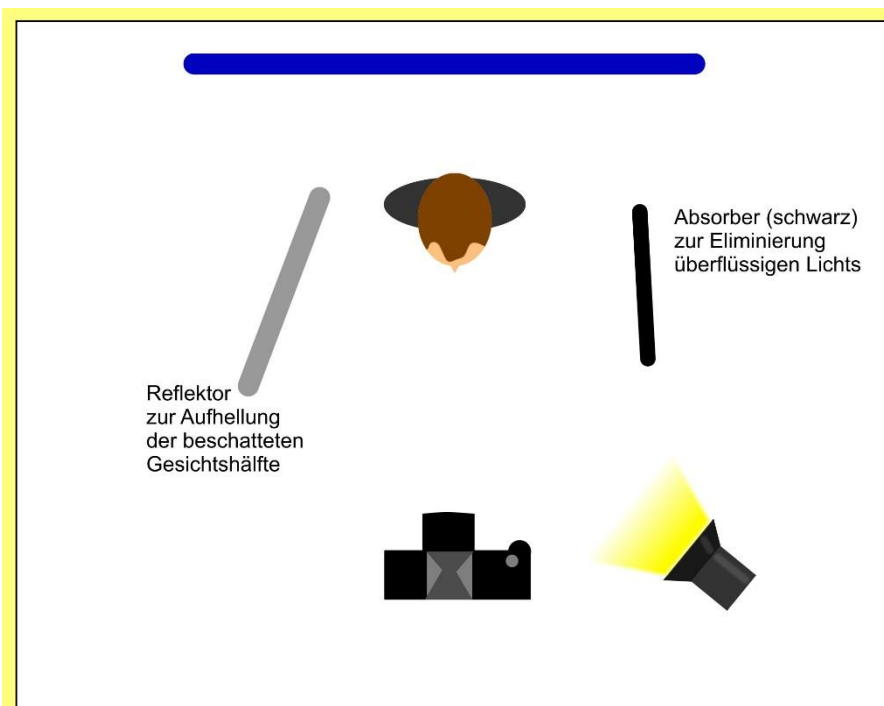 Absorber (schwarz)
zur Eliminierung
überflüssigen Lichts
Reflektor
zur Aufhellung
der beschatteten
Gesichtshälfte